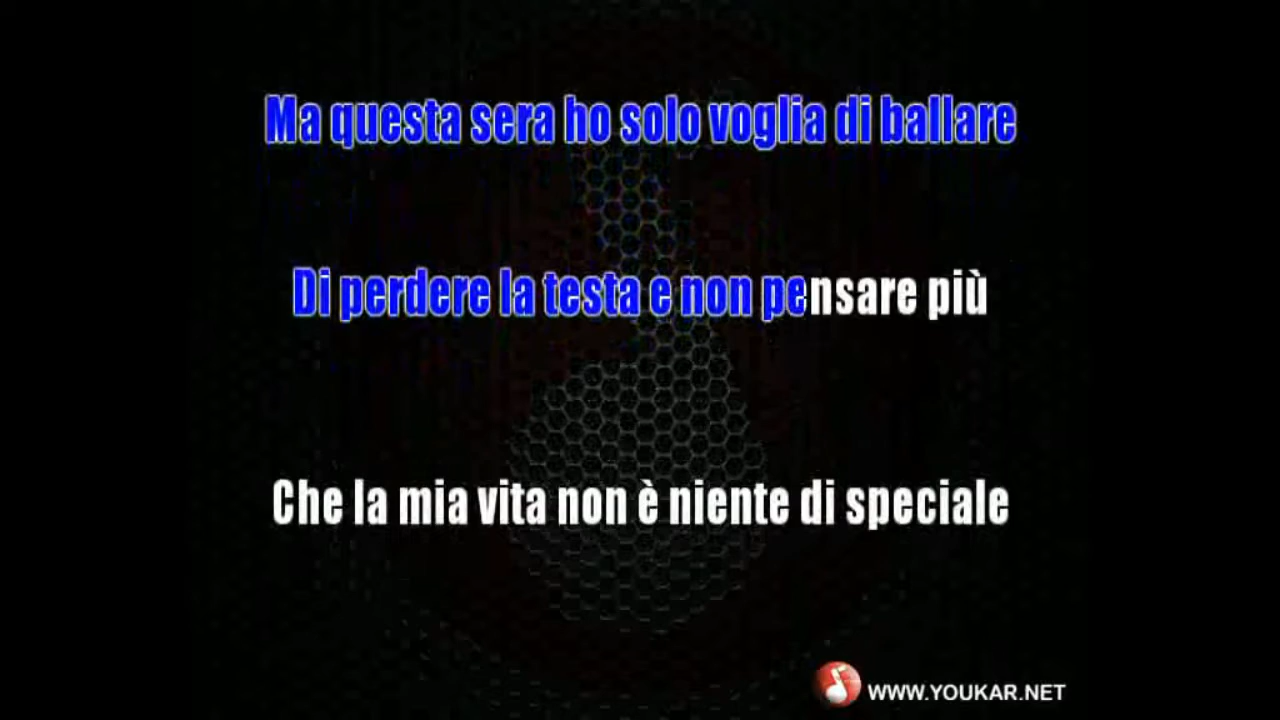 Ma questa sera ho solo voglia di ballare
Di perdere la testa e non pensare più
Che la mia vita non è niente di speciale
WWW.YOUKAR.NET